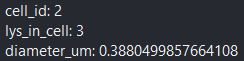 cell_id: 2
lys_in_cell: 3
diameter_um: 0.3880499857664108